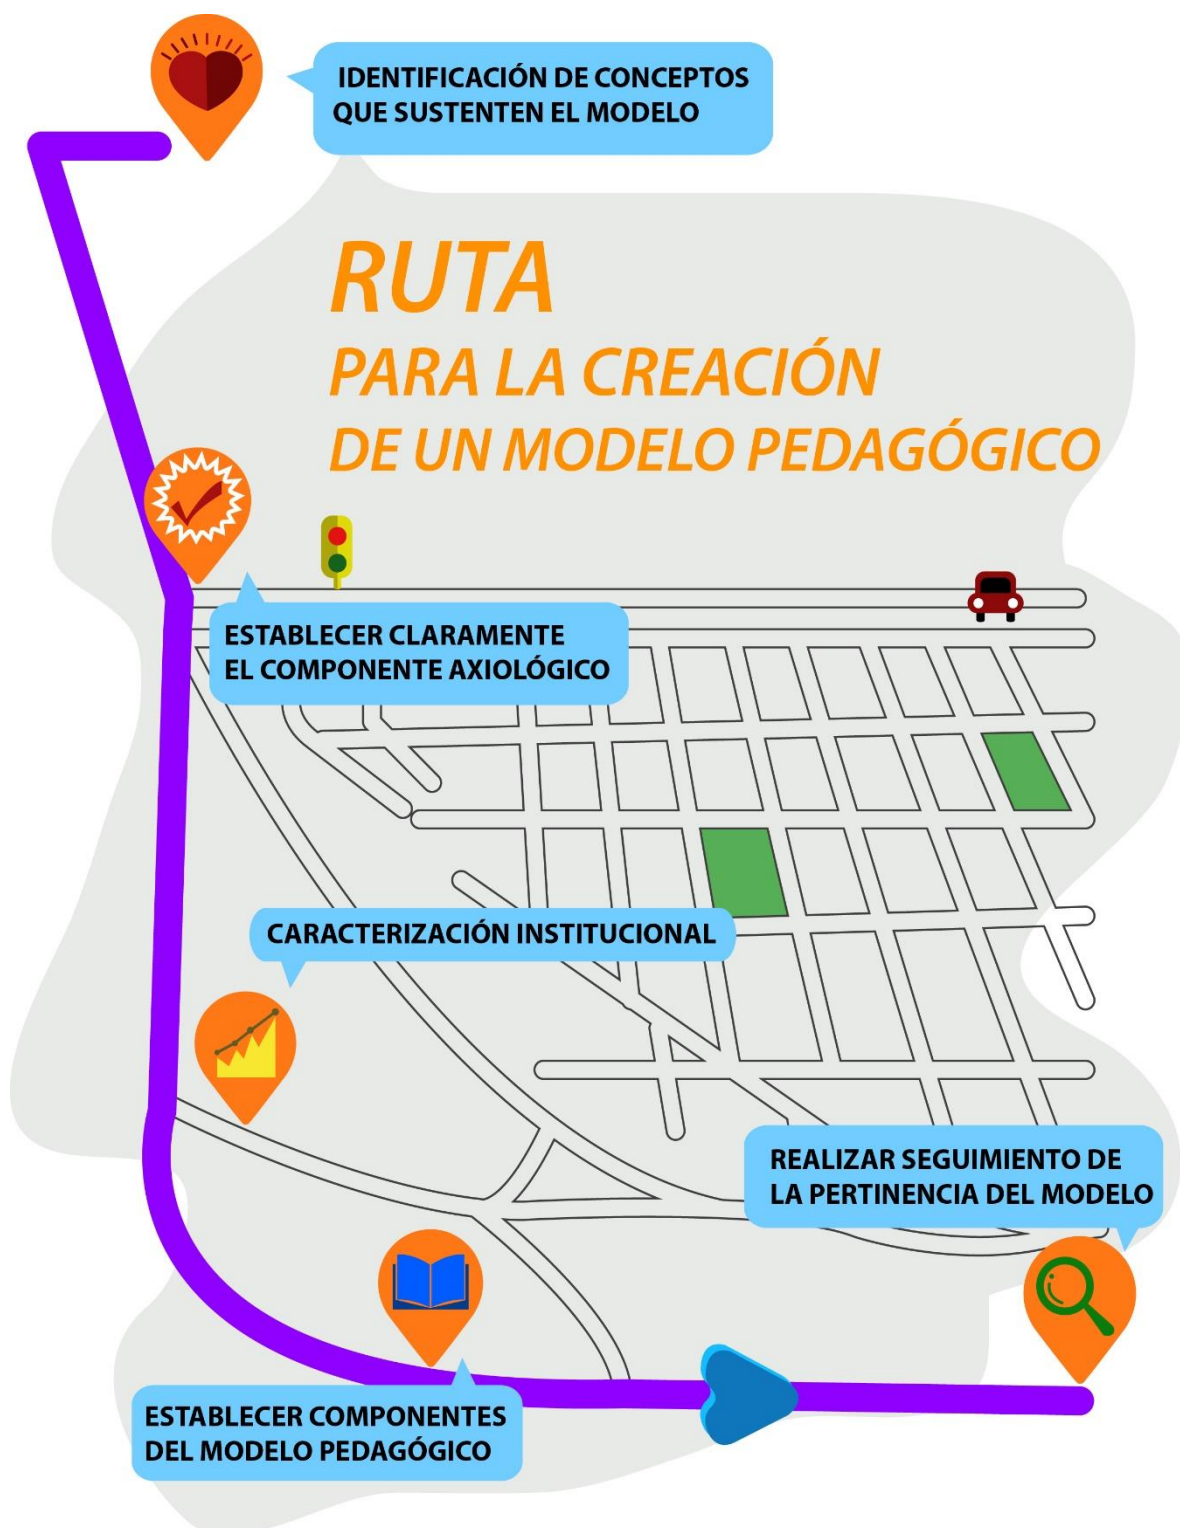 IDENTIFICACIÓN DE CONCEPTOS
QUE SUSTENTEN EL MODELO
RUTA
PARA LA CREACIÓN
DE UN MODELO PEDAGÓGICO
ESTABLECER CLARAMENTE
EL COMPONENTE AXIOLÓGICO
CARACTERIZACIÓN INSTITUCIONAL
REALIZAR SEGUIMIENTO DE
LA PERTINENCIA DEL MODELO
ESTABLECER COMPONENTES
DEL MODELO PEDAGÓGICO